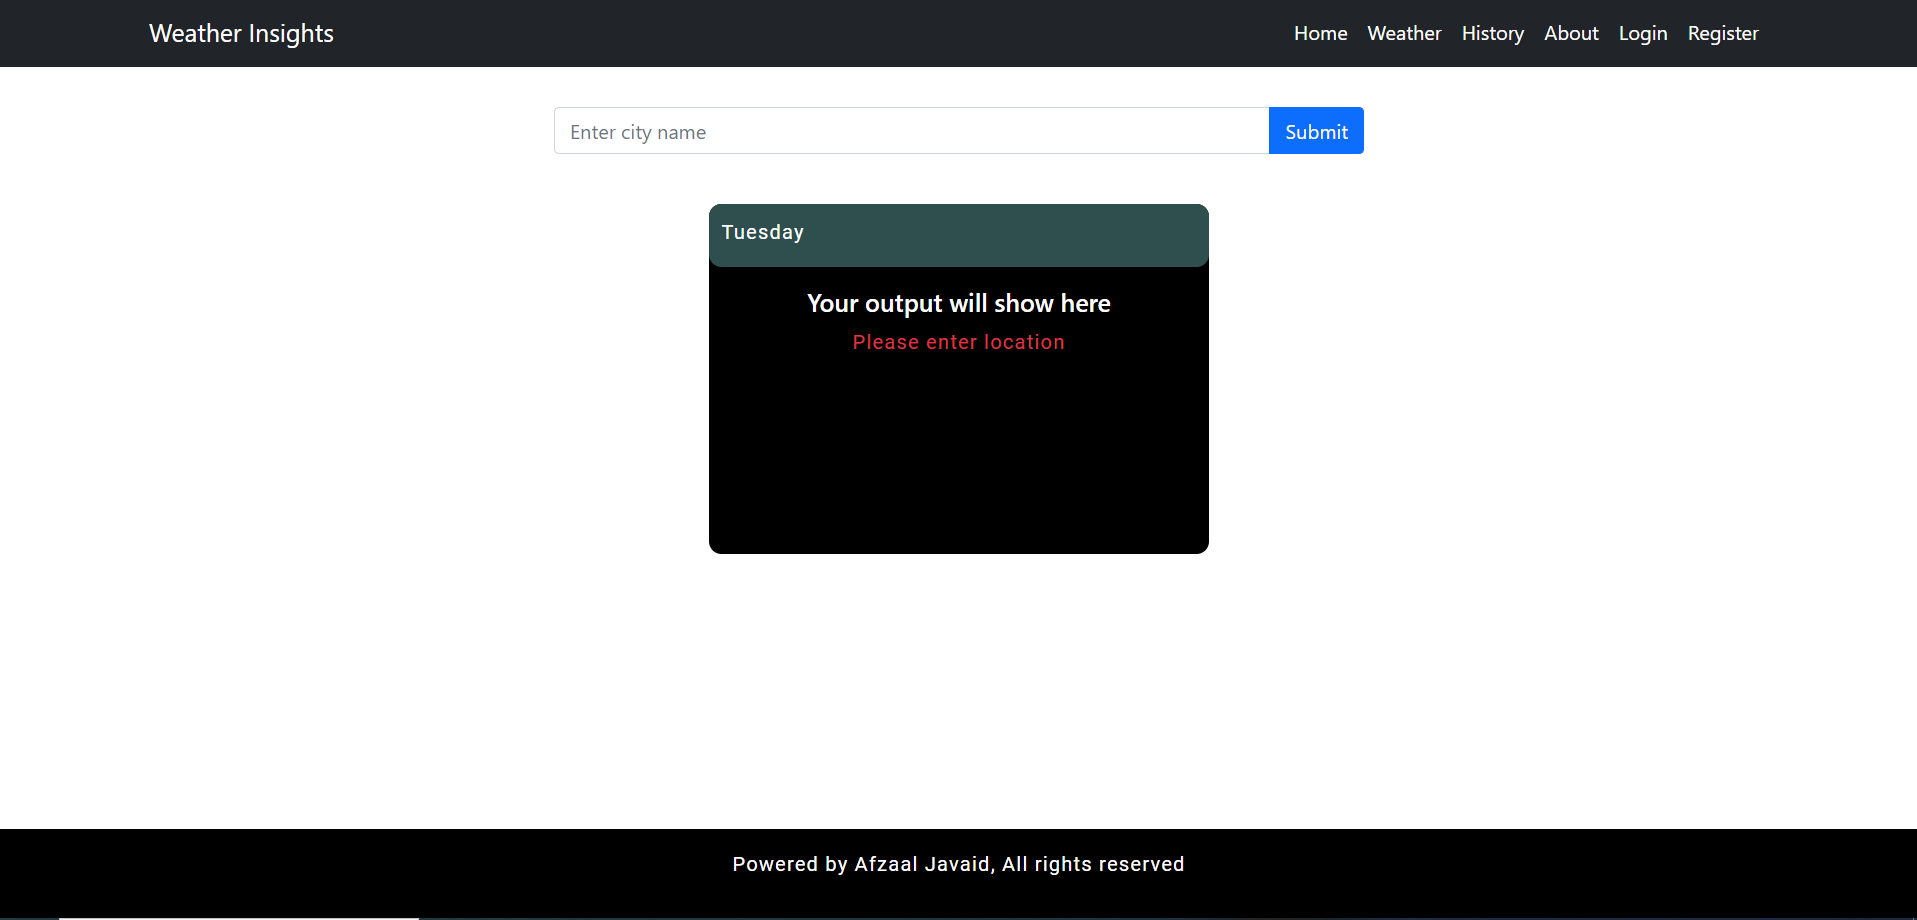 Weather Insights Home Weather History About Login Register
Enter city name Submit
Tuesday
Your output will show here
Please enter location
Powered by Afzaal Javaid, All rights reserved